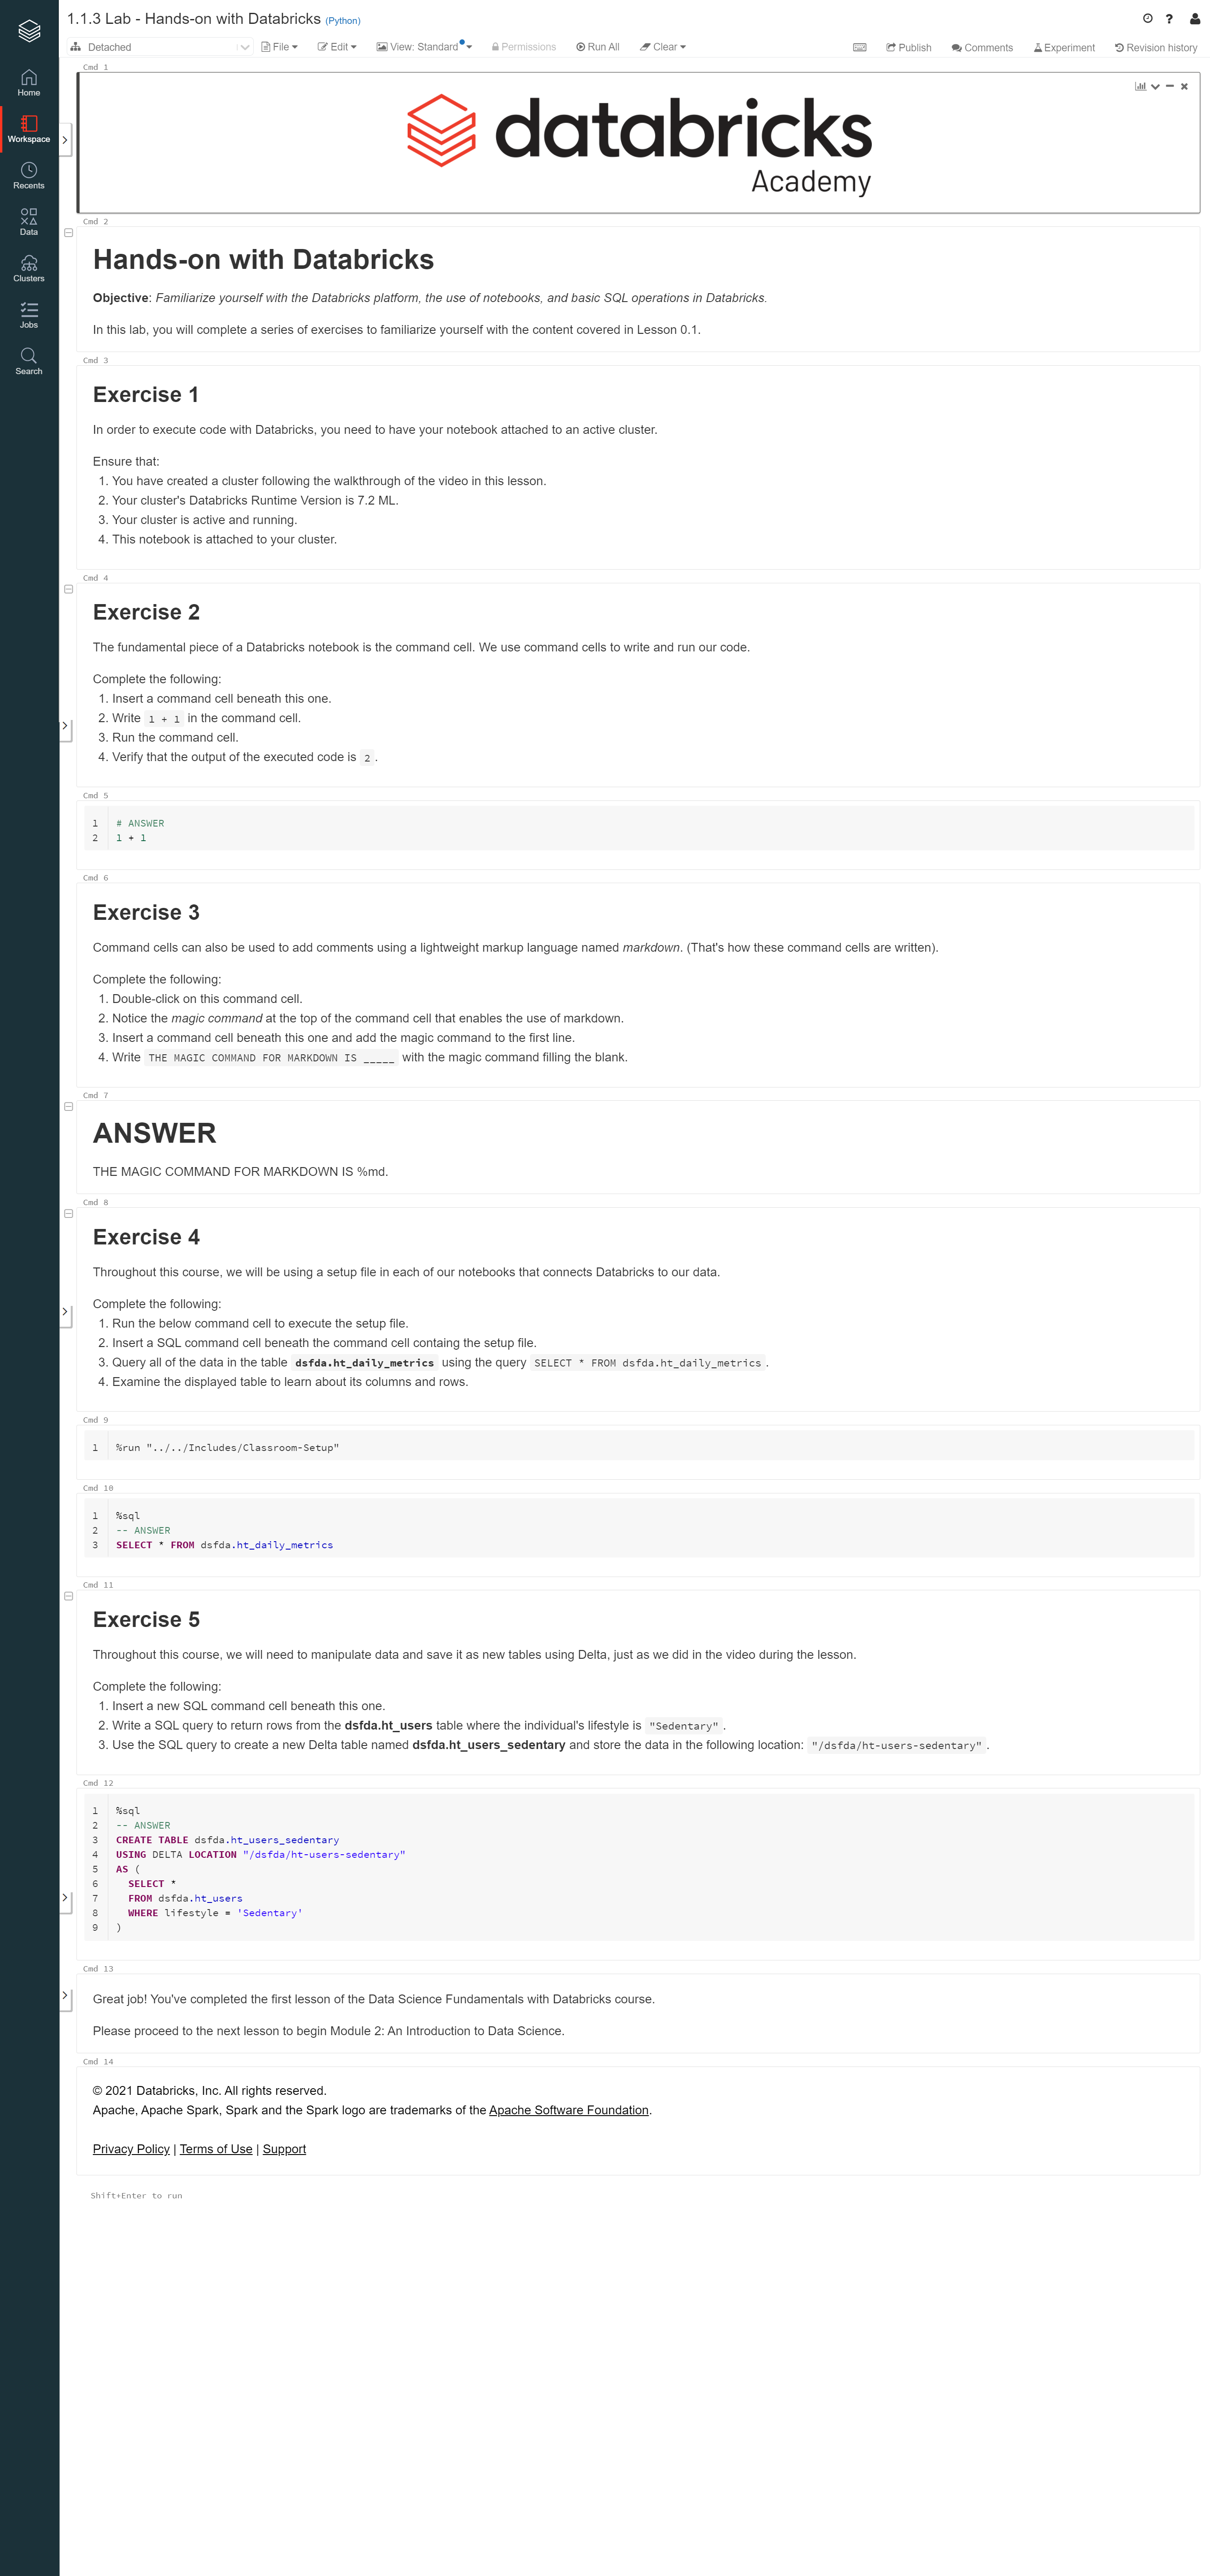 1.1.3 Lab - Hands-on with Databricks (Python)
Detached File Edit View: Standard Permissions Run All Clear Publish Comments Experiment Revision history
Home
Workspace
Recents
Data
Clusters
Jobs
Search
Cmd 1
databricks
Academy
Cmd 2
Hands-on with Databricks
Objective: Familiarize yourself with the Databricks platform, the use of notebooks, and basic SQL operations in Databricks.
In this lab, you will complete a series of exercises to familiarize yourself with the content covered in Lesson 0.1.
Cmd 3
Exercise 1
In order to execute code with Databricks, you need to have your notebook attached to an active cluster.
Ensure that:
1. You have created a cluster following the walkthrough of the video in this lesson.
2. Your cluster's Databricks Runtime Version is 7.2 ML.
3. Your cluster is active and running.
4. This notebook is attached to your cluster.
Cmd 4
Exercise 2
The fundamental piece of a Databricks notebook is the command cell. We use command cells to write and run our code.
Complete the following:
1. Insert a command cell beneath this one.
2. Write 1 + 1 in the command cell.
3. Run the command cell.
4. Verify that the output of the executed code is 2 .
Cmd 5
1 # ANSWER
2 1 + 1
Cmd 6
Exercise 3
Command cells can also be used to add comments using a lightweight markup language named markdown. (That's how these command cells are written).
Complete the following:
1. Double-click on this command cell.
2. Notice the magic command at the top of the command cell that enables the use of markdown.
3. Insert a command cell beneath this one and add the magic command to the first line.
4. Write THE MAGIC COMMAND FOR MARKDOWN IS _____ with the magic command filling the blank.
Cmd 7
ANSWER
THE MAGIC COMMAND FOR MARKDOWN IS %md.
Cmd 8
Exercise 4
Throughout this course, we will be using a setup file in each of our notebooks that connects Databricks to our data.
Complete the following:
1. Run the below command cell to execute the setup file.
2. Insert a SQL command cell beneath the command cell containg the setup file.
3. Query all of the data in the table dsfda.ht_daily_metrics using the query SELECT * FROM dsfda.ht_daily_metrics .
4. Examine the displayed table to learn about its columns and rows.
Cmd 9
1 %run "../../Includes/Classroom-Setup"
Cmd 10
1 %sql
2 -- ANSWER
3 SELECT * FROM dsfda.ht_daily_metrics
Cmd 11
Exercise 5
Throughout this course, we will need to manipulate data and save it as new tables using Delta, just as we did in the video during the lesson.
Complete the following:
1. Insert a new SQL command cell beneath this one.
2. Write a SQL query to return rows from the dsfda.ht_users table where the individual's lifestyle is "Sedentary" .
3. Use the SQL query to create a new Delta table named dsfda.ht_users_sedentary and store the data in the following location: "/dsfda/ht-users-sedentary" .
Cmd 12
1 %sql
2 -- ANSWER
3 CREATE TABLE dsfda.ht_users_sedentary
4 USING DELTA LOCATION "/dsfda/ht-users-sedentary"
5 AS (
6 SELECT *
7 FROM dsfda.ht_users
8 WHERE lifestyle = 'Sedentary'
9 )
Cmd 13
Great job! You've completed the first lesson of the Data Science Fundamentals with Databricks course.
Please proceed to the next lesson to begin Module 2: An Introduction to Data Science.
Cmd 14
© 2021 Databricks, Inc. All rights reserved.
Apache, Apache Spark, Spark and the Spark logo are trademarks of the Apache Software Foundation.
Privacy Policy | Terms of Use | Support
Shift+Enter to run